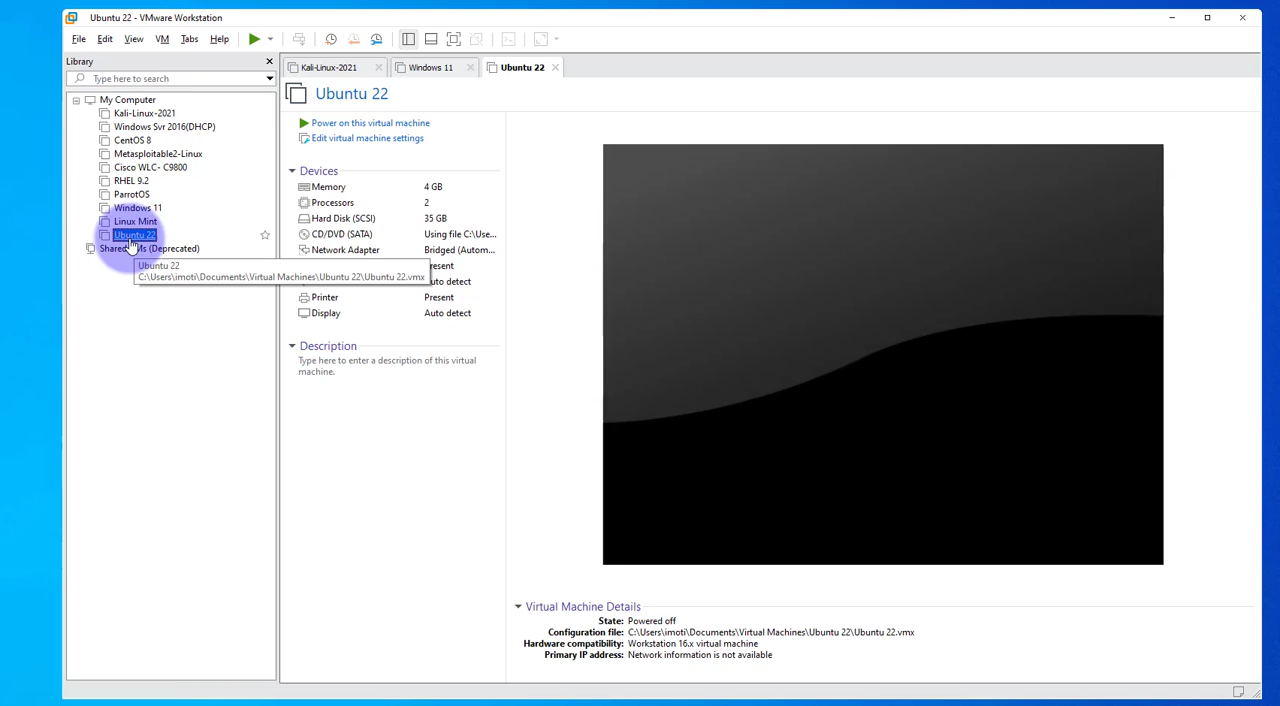 Ubuntu 22 - VMware Workstation
File Edit View VM Tabs Help
Library
Type here to search
My Computer
Kali-Linux-2021
Windows Svr 2016(DHCP)
CentOS 8
Metasploitable2-Linux
Cisco WLC- C9800
RHEL 9.2
ParrotOS
Windows 11
Linux Mint
Ubuntu 22
Shared VMs (Deprecated)
Ubuntu 22
C:\Users\imoti\Documents\Virtual Machines\Ubuntu 22\Ubuntu 22.vmx
Kali-Linux-2021 Windows 11 Ubuntu 22
Ubuntu 22
Power on this virtual machine
Edit virtual machine settings
Devices
Memory 4 GB
Processors 2
Hard Disk (SCSI) 35 GB
CD/DVD (SATA) Using file C:\Use...
Network Adapter Bridged (Autom...
resent
uto detect
Printer Present
Display Auto detect
Description
Type here to enter a description of this virtual
machine.
Virtual Machine Details
State: Powered off
Configuration file: C:\Users\imoti\Documents\Virtual Machines\Ubuntu 22\Ubuntu 22.vmx
Hardware compatibility: Workstation 16.x virtual machine
Primary IP address: Network information is not available